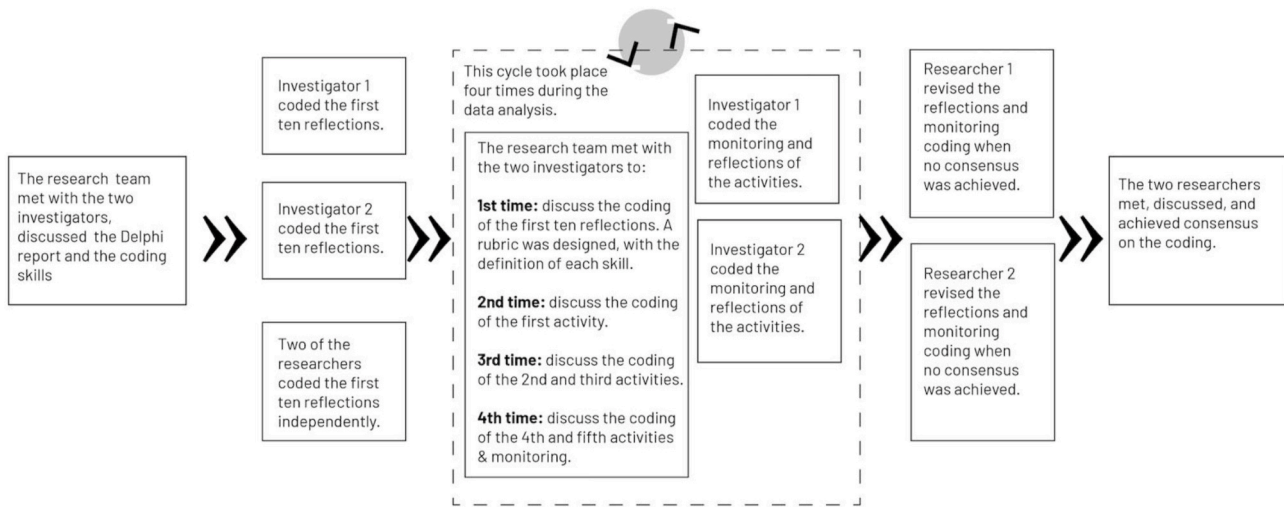 The research team
met with the two
investigators,
discussed the Delphi
report and the coding
skills
Investigator 1
coded the first
ten reflections.
Investigator 2
coded the first
ten reflections.
Two of the
researchers
coded the first
ten reflections
independently.
This cycle took place
four times during the
data analysis.
The research team met with
the two investigators to:
1st time: discuss the coding
of the first ten reflections. A
rubric was designed, with the
definition of each skill.
2nd time: discuss the coding
of the first activity.
3rd time: discuss the coding
of the 2nd and third activities.
4th time: discuss the coding
of the 4th and fifth activities
& monitoring.
Investigator 1
coded the
monitoring and
reflections of
the activities.
Investigator 2
coded the
monitoring and
reflections of
the activities.
Researcher 1
revised the
reflections and
monitoring
coding when
no consensus
was achieved.
Researcher 2
revised the
reflections and
monitoring
coding when
no consensus
was achieved.
The two researchers
met, discussed, and
achieved consensus
on the coding.